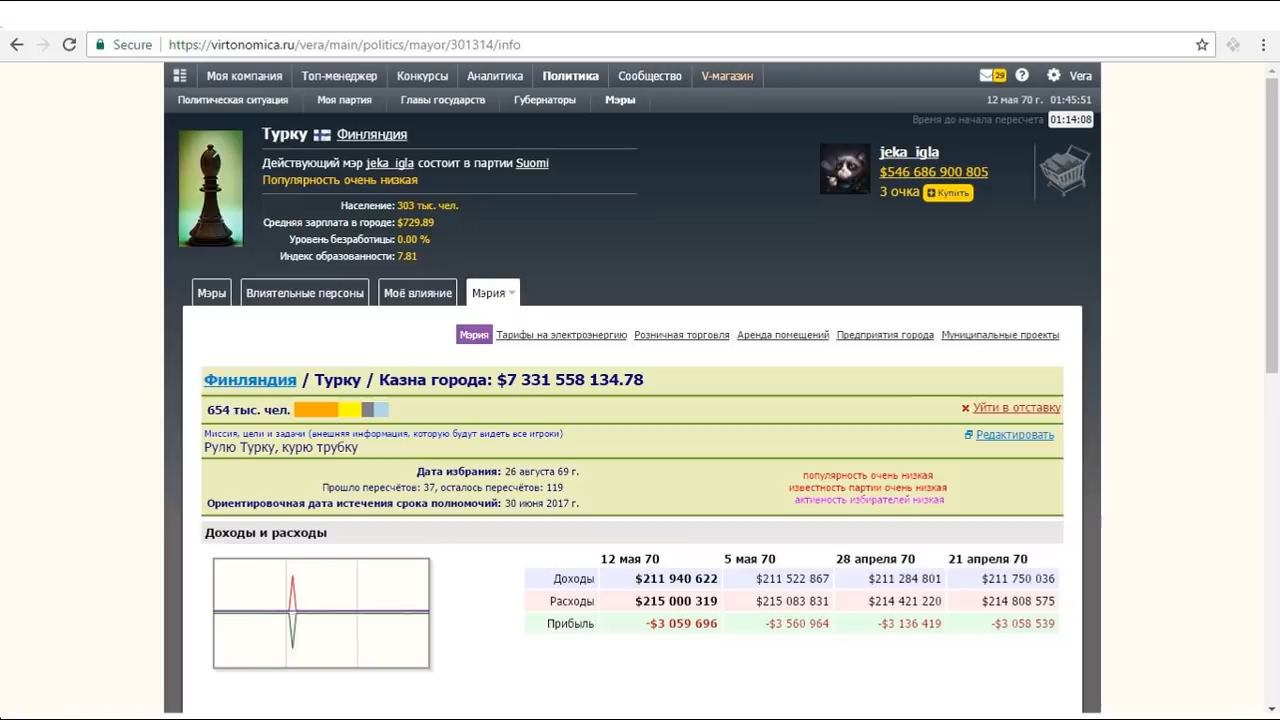 Secure https://virtonomica.ru/vera/main/politics/mayor/301314/info
Моя компания Топ-менеджер Конкурсы Аналитика Политика Сообщество V-магазин 29 Vera
Политическая ситуация Моя партия Главы государств Губернаторы Мэры 12 мая 70 г. 01:45:51
Время до начала пересчета 01:14:08
Турку Финляндия
Действующий мэр jeka_igla состоит в партии Suomi
Популярность очень низкая
Население: 303 тыс. чел.
Средняя зарплата в городе: $729.89
Уровень безработицы: 0.00 %
Индекс образованности: 7.81
jeka_igla
$546 686 900 805
3 очка Купить
Мэры Влиятельные персоны Моё влияние Мэрия
Мэрия Тарифы на электроэнергию Розничная торговля Аренда помещений Предприятия города Муниципальные проекты
Финляндия / Турку / Казна города: $7 331 558 134.78
654 тыс. чел. Уйти в отставку
Миссия, цели и задачи (внешняя информация, которую будут видеть все игроки) Редактировать
Рулю Турку, курю трубку
Дата избрания: 26 августа 69 г.
Прошло пересчётов: 37, осталось пересчётов: 119
Ориентировочная дата истечения срока полномочий: 30 июня 2017 г.
популярность очень низкая
известность партии очень низкая
активность избирателей низкая
Доходы и расходы
12 мая 70 5 мая 70 28 апреля 70 21 апреля 70
Доходы $211 940 622 $211 522 867 $211 284 801 $211 750 036
Расходы $215 000 319 $215 083 831 $214 421 220 $214 808 575
Прибыль -$3 059 696 -$3 560 964 -$3 136 419 -$3 058 539